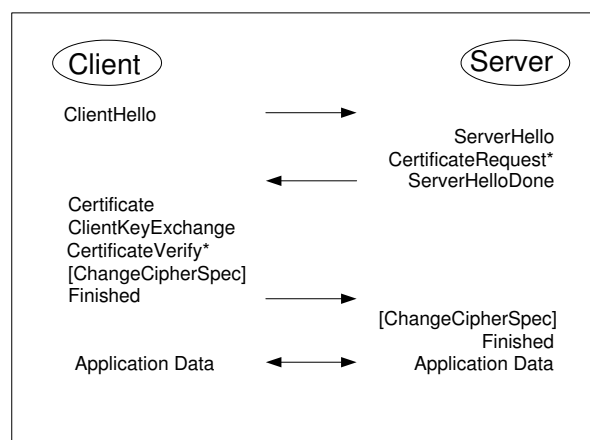 Client
Server
ClientHello
ServerHello
CertificateRequest*
ServerHelloDone
Certificate
ClientKeyExchange
CertificateVerify*
[ChangeCipherSpec]
Finished
[ChangeCipherSpec]
Finished
Application Data
Application Data